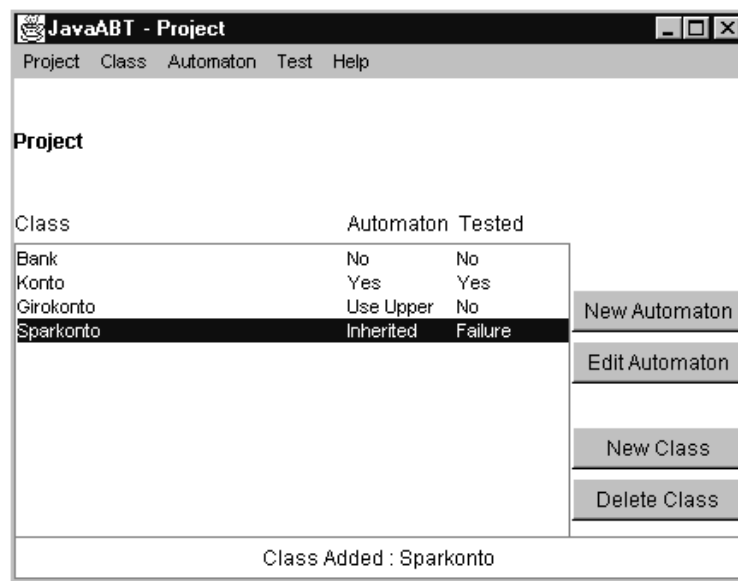 JavaABT - Project
Project Class Automaton Test Help
Project
Class Automaton Tested
Bank No No
Konto Yes Yes
Girokonto Use Upper No
Sparkonto Inherited Failure
New Automaton
Edit Automaton
New Class
Delete Class
Class Added : Sparkonto